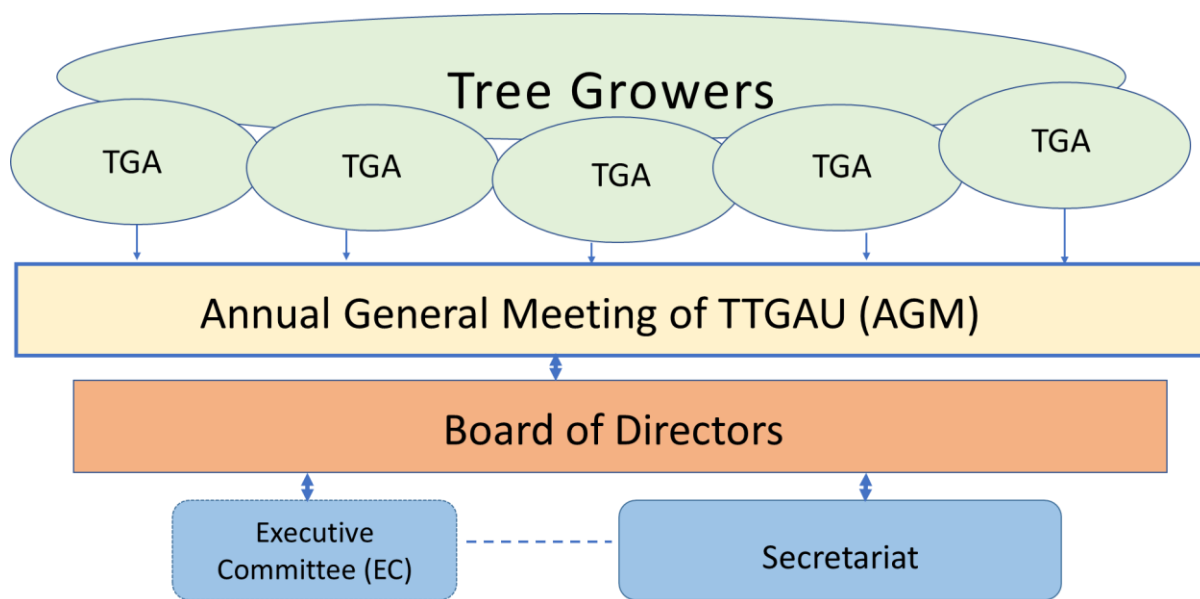 Tree Growers
TGA
TGA
TGA
TGA
TGA
Annual General Meeting of TTGAU (AGM)
Board of Directors
Executive
Committee (EC)
Secretariat